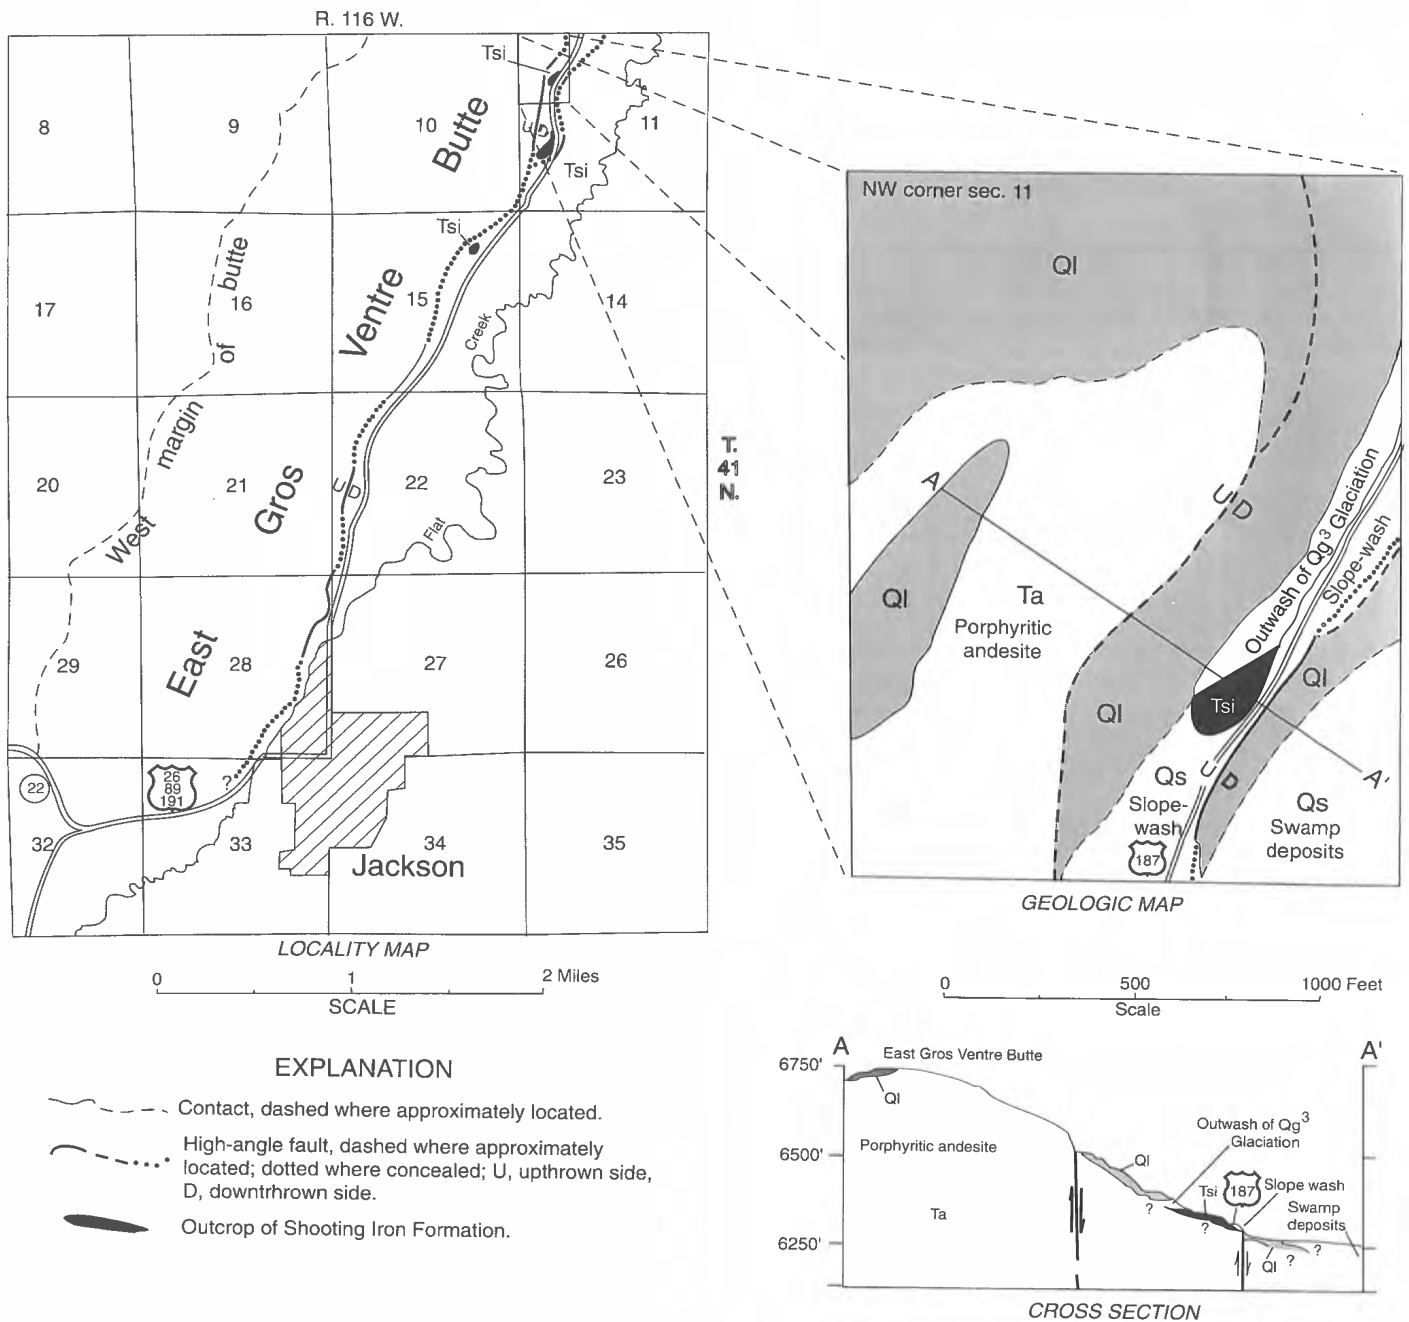 R. 116 W.
Tsi
8
9
10
11
Butte
U
D
Tsi
Tsi
butte
17
16
15
14
Ventre
Creek
of
margin
20
21
U
D
22
23
T.
41
N.
Gros
West
Flat
29
28
27
26
East
22
26
89
191
?
32
33
34
35
Jackson
LOCALITY MAP
0
1
2 Miles
SCALE
NW corner sec. 11
Ql
A
U
D
Outwash of Qg3 Glaciation
Slope-wash
Ql
Ta
Porphyritic
andesite
Ql
Ql
Tsi
Qs
Slope-
wash
U
D
187
Qs
Swamp
deposits
A'
GEOLOGIC MAP
0
500
1000 Feet
Scale
EXPLANATION
Contact, dashed where approximately located.
High-angle fault, dashed where approximately
located; dotted where concealed; U, upthrown side,
D, downtrhrown side.
Outcrop of Shooting Iron Formation.
A
East Gros Ventre Butte
A'
6750'
Ql
6500'
Porphyritic andesite
Ql
Outwash of Qg3
Glaciation
Ta
?
Tsi
?
187
Slope wash
Swamp
deposits
6250'
Ql
?
?
CROSS SECTION